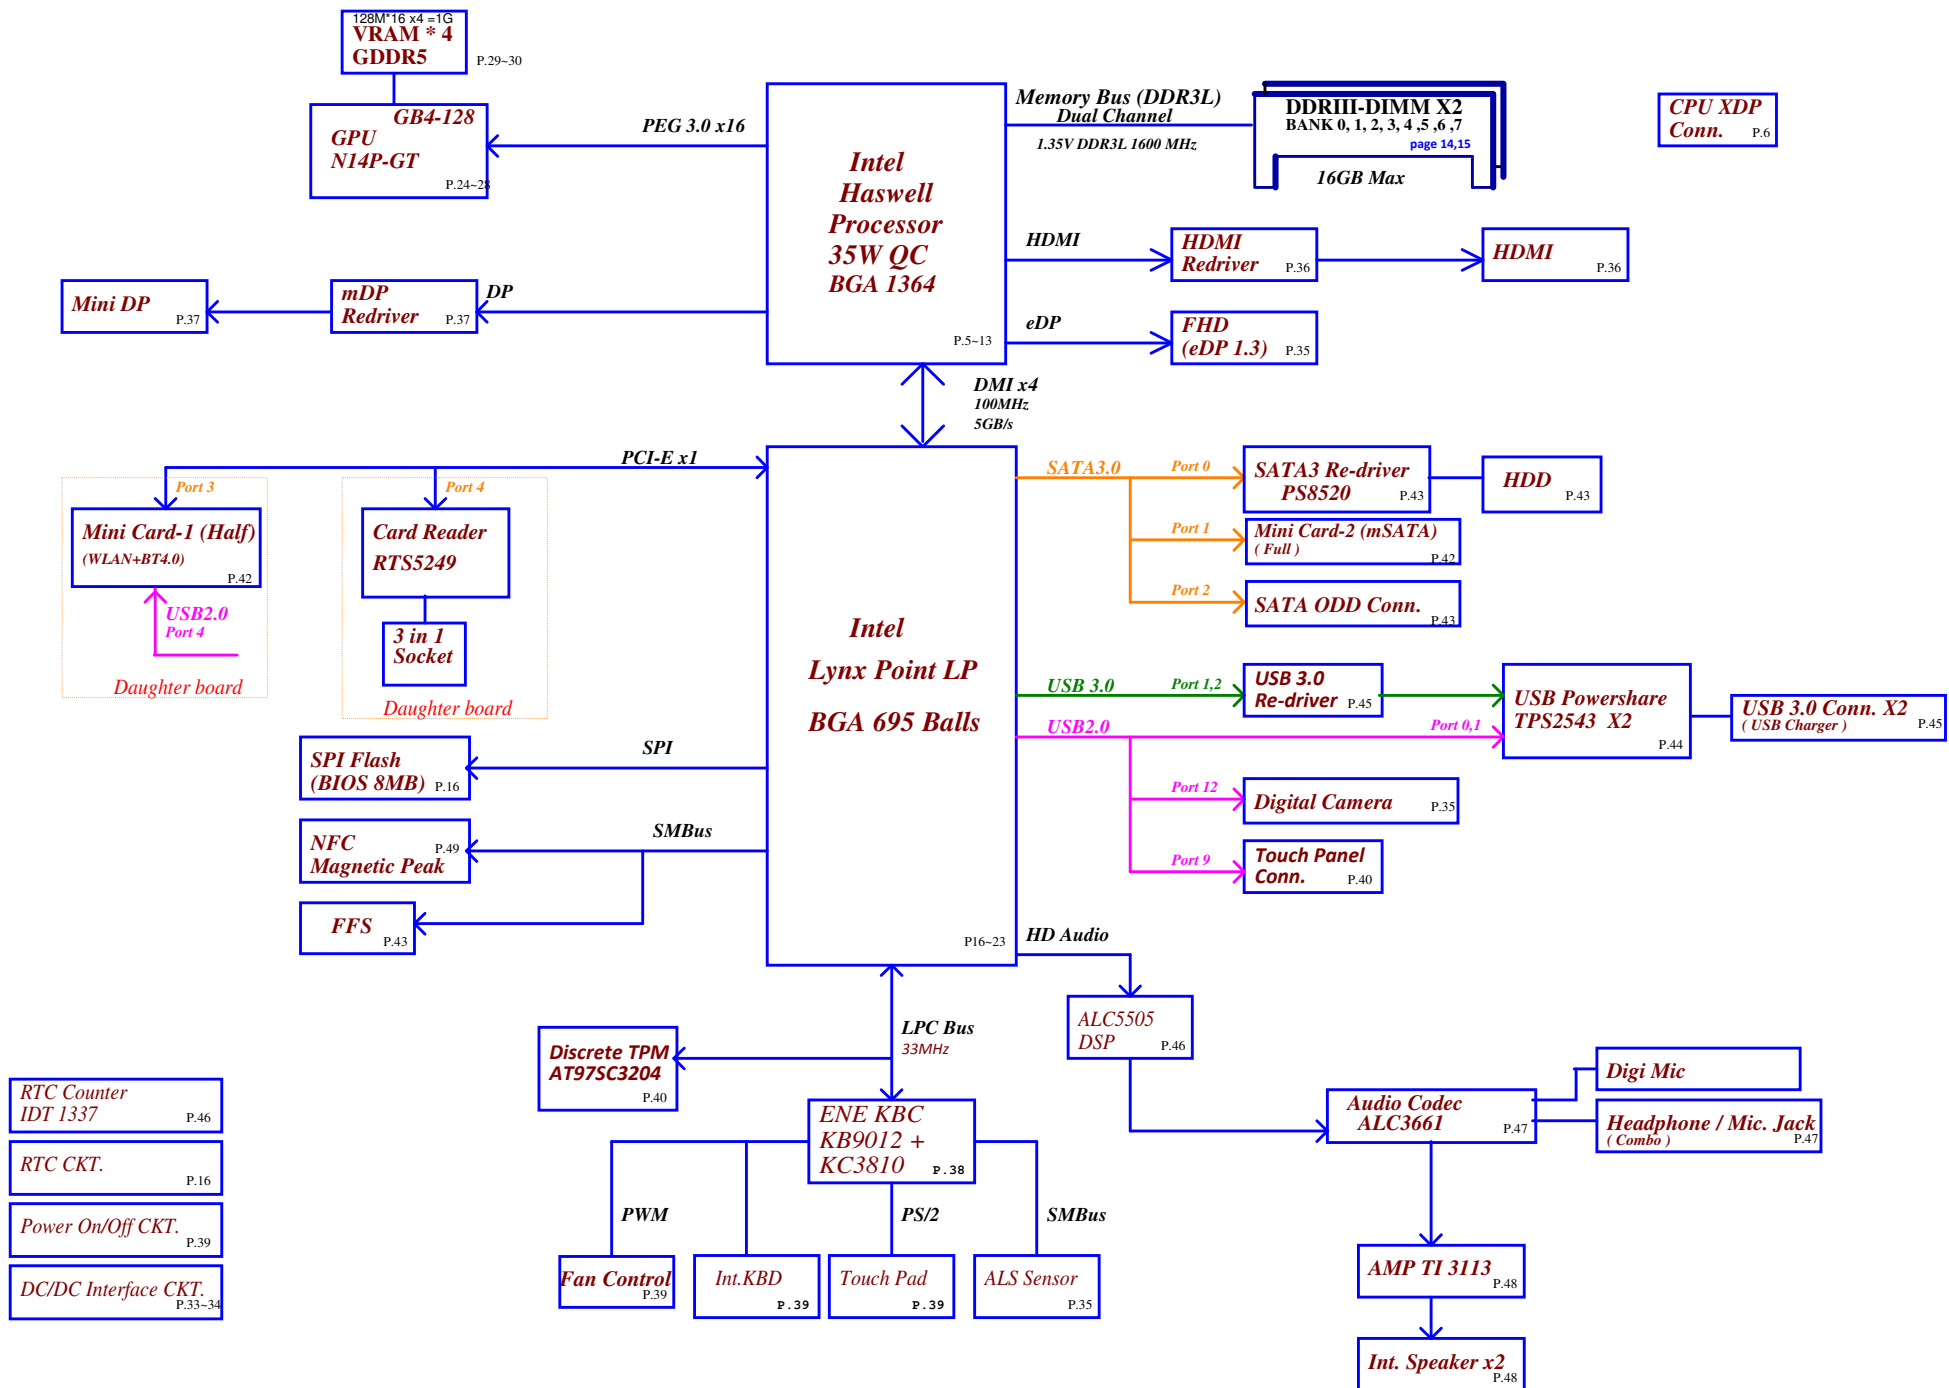 128M*16 x4 =1G
VRAM * 4
GDDR5
P.29~30
GB4-128
GPU
N14P-GT
P.24~28
PEG 3.0 x16
Intel
Haswell
Processor
35W QC
BGA 1364
P.5~13
Memory Bus (DDR3L)
Dual Channel
1.35V DDR3L 1600 MHz
DDRIII-DIMM X2
BANK 0, 1, 2, 3, 4 ,5 ,6 ,7
page 14,15
16GB Max
CPU XDP
Conn.
P.6
HDMI
HDMI
Redriver
P.36
HDMI
P.36
Mini DP
P.37
mDP
Redriver
P.37
DP
eDP
FHD
(eDP 1.3)
P.35
DMI x4
100MHz
5GB/s
PCI-E x1
Port 3
Mini Card-1 (Half)
(WLAN+BT4.0)
P.42
USB2.0
Port 4
Daughter board
Port 4
Card Reader
RTS5249
3 in 1
Socket
Daughter board
Intel
Lynx Point LP
BGA 695 Balls
P16~23
SATA3.0
Port 0
SATA3 Re-driver
PS8520
P.43
HDD
P.43
Port 1
Mini Card-2 (mSATA)
( Full )
P.42
Port 2
SATA ODD Conn.
P.43
USB 3.0
Port 1,2
USB 3.0
Re-driver
P.45
USB Powershare
TPS2543  X2
P.44
USB 3.0 Conn. X2
( USB Charger )
P.45
USB2.0
Port 0,1
Port 12
Digital Camera
P.35
Port 9
Touch Panel
Conn.
P.40
SPI
SPI Flash
(BIOS 8MB)
P.16
SMBus
NFC
P.49
Magnetic Peak
FFS
P.43
HD Audio
ALC5505
DSP
P.46
LPC Bus
33MHz
Discrete TPM
AT97SC3204
P.40
ENE KBC
KB9012 +
KC3810
P.38
Audio Codec
ALC3661
P.47
Digi Mic
Headphone / Mic. Jack
( Combo )
P.47
RTC Counter
IDT 1337
P.46
RTC CKT.
P.16
Power On/Off CKT.
P.39
DC/DC Interface CKT.
P.33~34
PWM
PS/2
SMBus
Fan Control
P.39
Int.KBD
P.39
Touch Pad
P.39
ALS Sensor
P.35
AMP TI 3113
P.48
Int. Speaker x2
P.48